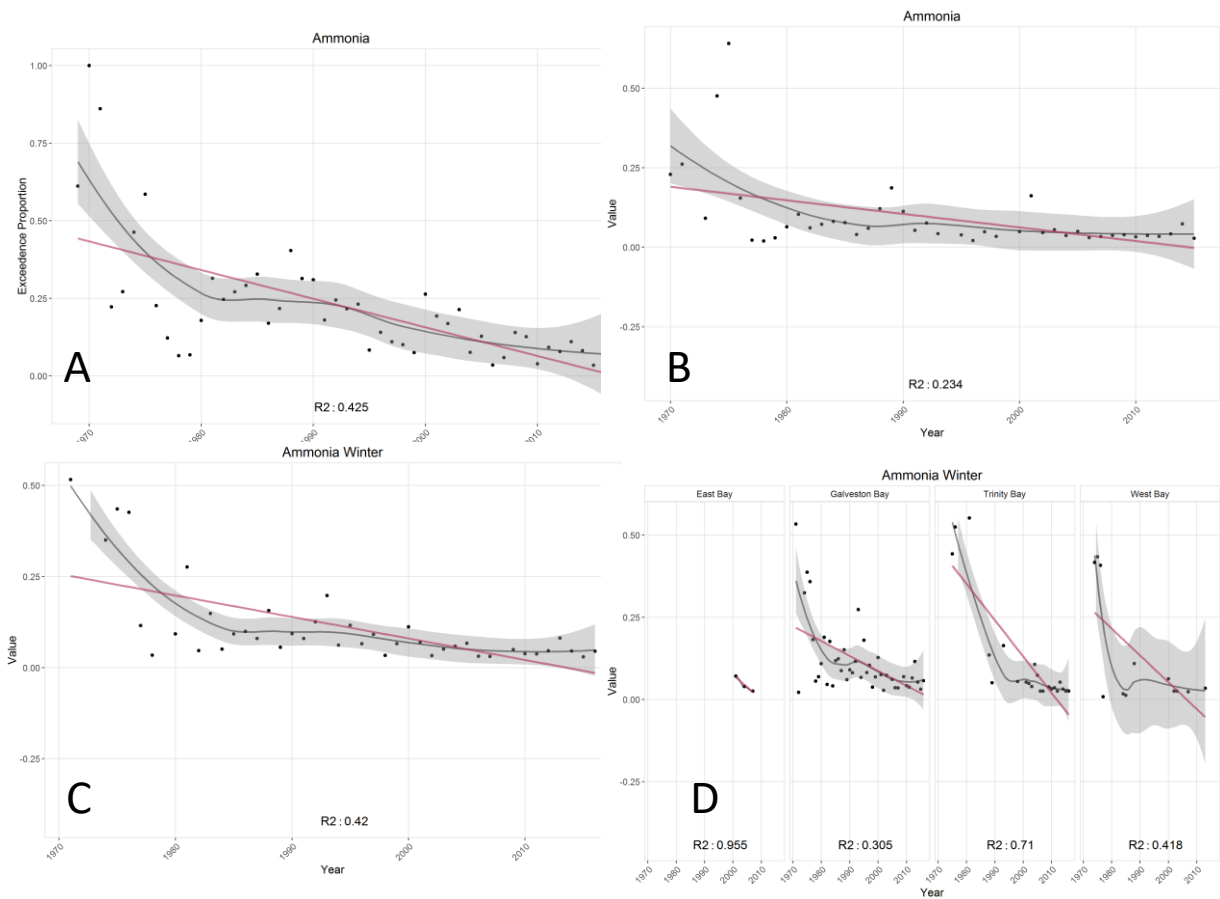 Ammonia
1.00
0.75
0.50
0.25
0.00
Exceedence Proportion
A
R2 : 0.425
1970
1980
1990
2000
2010
Ammonia
0.50
0.25
0.00
-0.25
Value
B
R2 : 0.234
1970
1980
1990
2000
2010
Year
Ammonia Winter
0.50
0.25
0.00
-0.25
Value
C
R2 : 0.42
1970
1980
1990
2000
2010
Year
Ammonia Winter
East Bay Galveston Bay Trinity Bay West Bay
0.50
0.25
0.00
-0.25
Value
D
R2 : 0.955 R2 : 0.305 R2 : 0.71 R2 : 0.418
1970 1980 1990 2000 2010 1970 1980 1990 2000 2010 1970 1980 1990 2000 2010 1970 1980 1990 2000 2010
Year